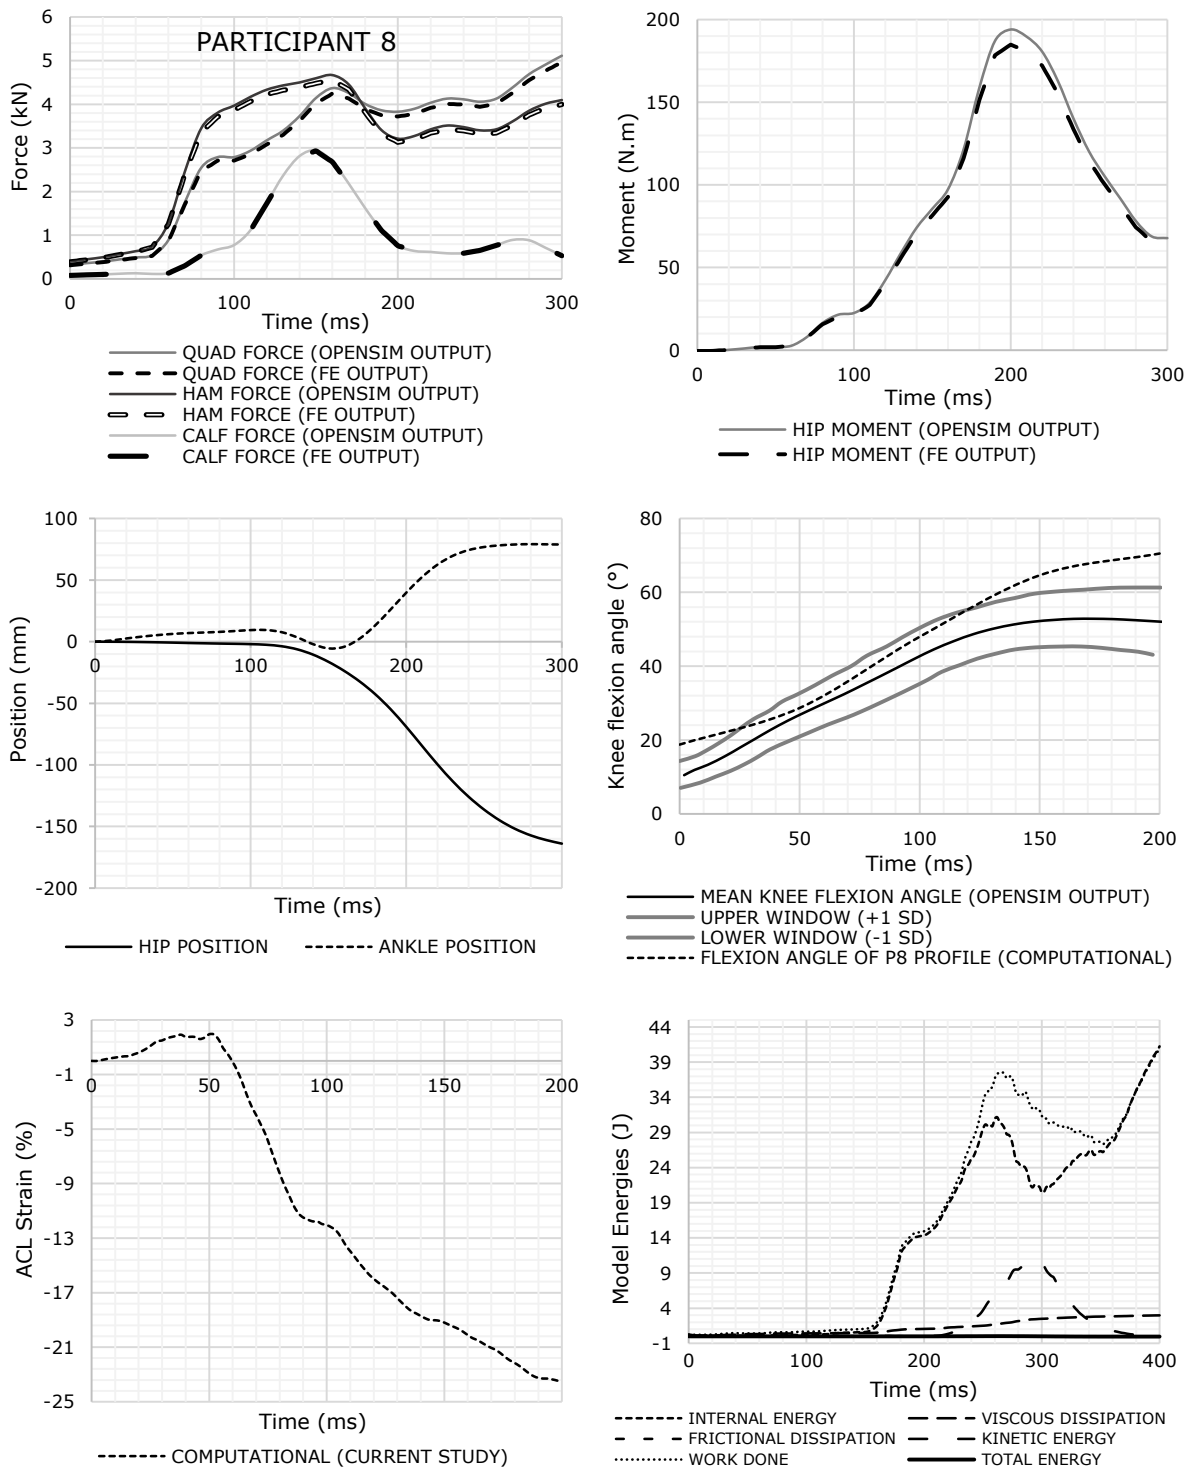 PARTICIPANT 8
Force (kN)
6
5
4
3
2
1
0
0 100 200 300
Time (ms)
QUAD FORCE (OPENSIM OUTPUT)
QUAD FORCE (FE OUTPUT)
HAM FORCE (OPENSIM OUTPUT)
HAM FORCE (FE OUTPUT)
CALF FORCE (OPENSIM OUTPUT)
CALF FORCE (FE OUTPUT)
Moment (N.m)
200
150
100
50
0
0 100 200 300
Time (ms)
HIP MOMENT (OPENSIM OUTPUT)
HIP MOMENT (FE OUTPUT)
Position (mm)
100
50
0
0 100 200 300
-50
-100
-150
-200
Time (ms)
HIP POSITION ANKLE POSITION
Knee flexion angle (°)
80
60
40
20
0
0 50 100 150 200
Time (ms)
MEAN KNEE FLEXION ANGLE (OPENSIM OUTPUT)
UPPER WINDOW (+1 SD)
LOWER WINDOW (-1 SD)
FLEXION ANGLE OF P8 PROFILE (COMPUTATIONAL)
ACL Strain (%)
3
-1
0 50 100 150 200
-5
-9
-13
-17
-21
-25
Time (ms)
COMPUTATIONAL (CURRENT STUDY)
Model Energies (J)
44
39
34
29
24
19
14
9
4
-1
0 100 200 300 400
Time (ms)
INTERNAL ENERGY VISCOUS DISSIPATION
FRICTIONAL DISSIPATION KINETIC ENERGY
WORK DONE TOTAL ENERGY